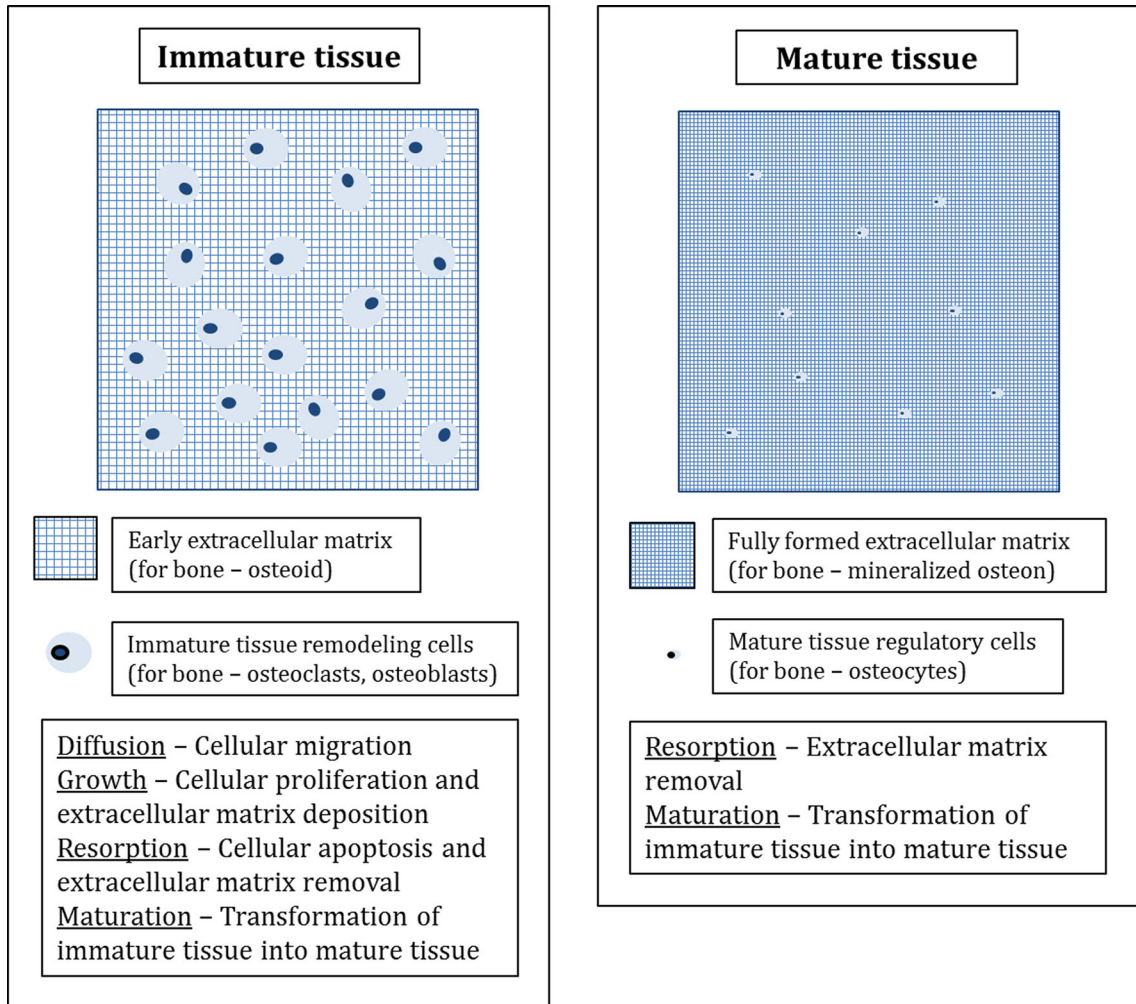 Immature tissue
Early extracellular matrix
(for bone – osteoid)
Immature tissue remodeling cells
(for bone – osteoclasts, osteoblasts)
Diffusion – Cellular migration
Growth – Cellular proliferation and
extracellular matrix deposition
Resorption – Cellular apoptosis and
extracellular matrix removal
Maturation – Transformation of
immature tissue into mature tissue
Mature tissue
Fully formed extracellular matrix
(for bone – mineralized osteon)
Mature tissue regulatory cells
(for bone – osteocytes)
Resorption – Extracellular matrix
removal
Maturation – Transformation of
immature tissue into mature tissue